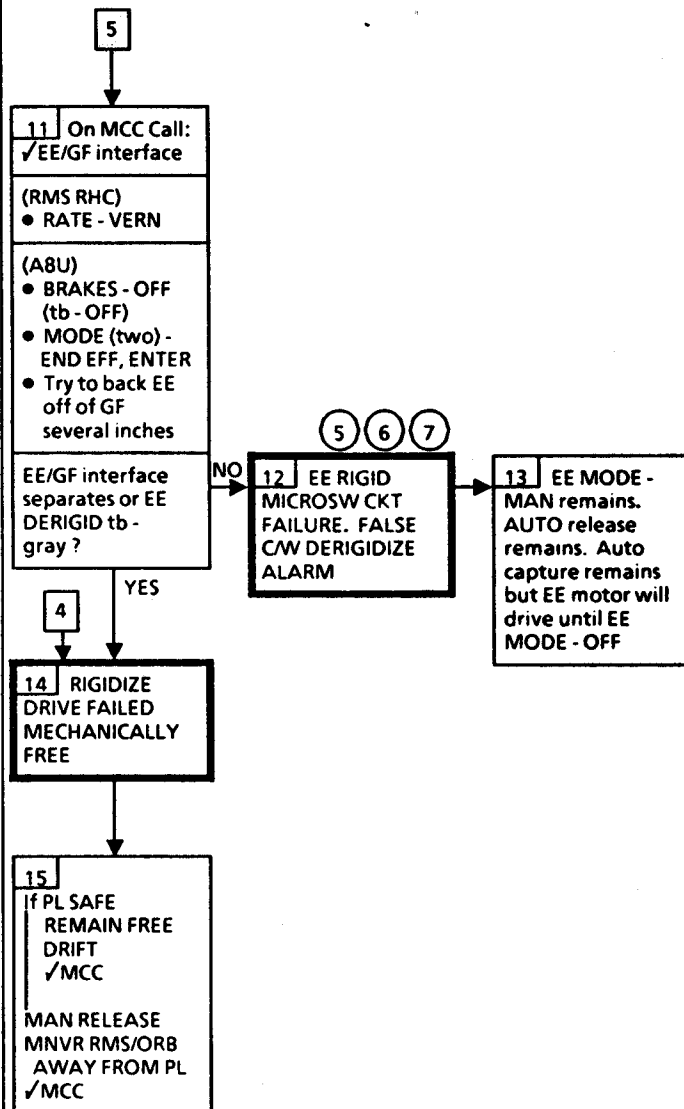 5
11 On MCC Call:
✓EE/GF interface
(RMS RHC)
● RATE - VERN
(A8U)
● BRAKES - OFF
(tb - OFF)
● MODE (two) -
END EFF, ENTER
● Try to back EE
off of GF
several inches
EE/GF interface
separates or EE
DERIGID tb -
gray ?
NO
5 6 7
12 EE RIGID
MICROSW CKT
FAILURE. FALSE
C/W DERIGIDIZE
ALARM
13 EE MODE -
MAN remains.
AUTO release
remains. Auto
capture remains
but EE motor will
drive until EE
MODE - OFF
YES
4
14 RIGIDIZE
DRIVE FAILED
MECHANICALLY
FREE
15
If PL SAFE
REMAIN FREE
DRIFT
✓MCC
MAN RELEASE
MNVR RMS/ORB
AWAY FROM PL
✓MCC